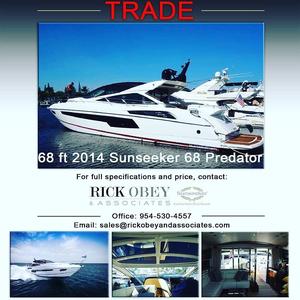 TRADE
68 ft 2014 Sunseeker 68 Predator
For full specifications and price, contact:
RICK OBEY
& ASSOCIATES
Office: 954-530-4557
Email: sales@rickobeyandassociates.com